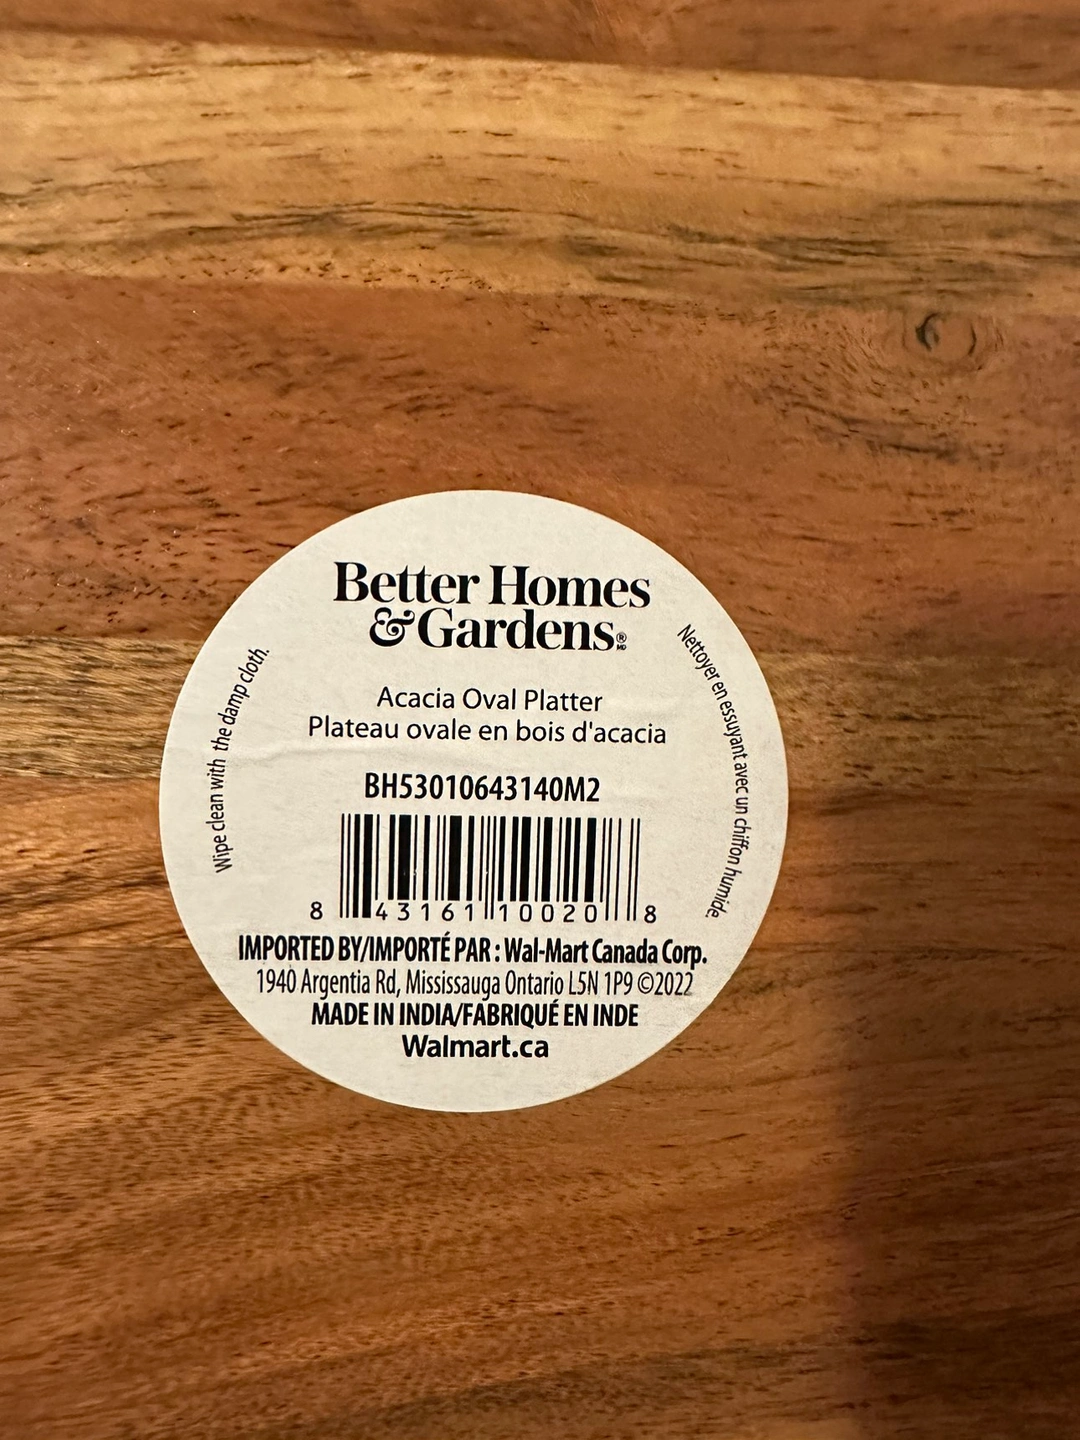 Better Homes
&Gardens®
MD
Wipe clean with the damp cloth.
Nettoyer en essuyant avec un chiffon humide.
Acacia Oval Platter
Plateau ovale en bois d'acacia
BH53010643140M2
8 43161 10020 8
IMPORTED BY/IMPORTÉ PAR : Wal-Mart Canada Corp.
1940 Argentia Rd, Mississauga Ontario L5N 1P9 ©2022
MADE IN INDIA/FABRIQUÉ EN INDE
Walmart.ca